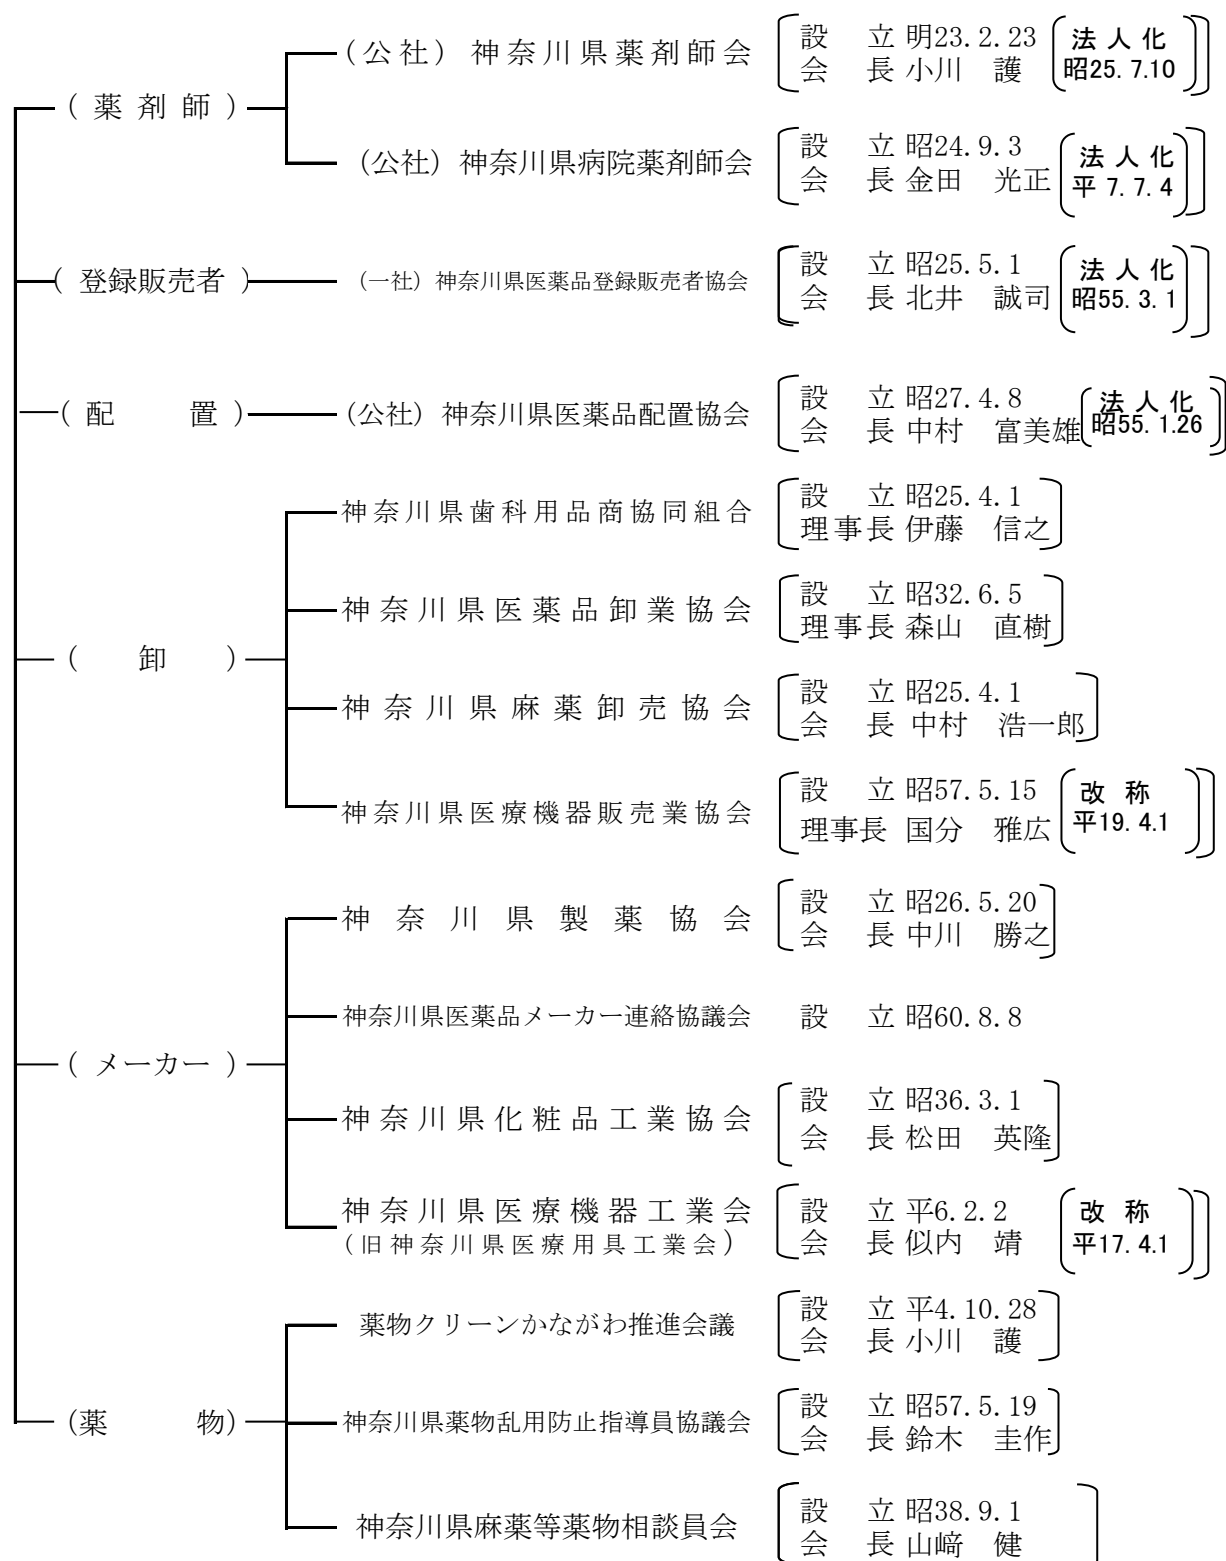 (公社) 神奈川県薬剤師会
設 立 明23.2.23
会 長 小川 護
法人化
昭25.7.10
(薬剤師)
(公社) 神奈川県病院薬剤師会
設 立 昭24.9.3
会 長 金田 光正
法人化
平 7.7.4
(登録販売者)
(一社) 神奈川県医薬品登録販売者協会
設 立 昭25.5.1
会 長 北井 誠司
法人化
昭55.3.1
(配 置)
(公社) 神奈川県医薬品配置協会
設 立 昭27.4.8
会 長 中村 富美雄
法人化
昭55.1.26
神奈川県歯科用品商協同組合
設 立 昭25.4.1
理事長 伊藤 信之
神奈川県医薬品卸業協会
設 立 昭32.6.5
理事長 森山 直樹
(卸)
神奈川県麻薬卸売協会
設 立 昭25.4.1
会 長 中村 浩一郎
神奈川県医療機器販売業協会
設 立 昭57.5.15
理事長 国分 雅広
改称
平19.4.1
神奈川県製薬協会
設 立 昭26.5.20
会 長 中川 勝之
神奈川県医薬品メーカー連絡協議会
設 立 昭60.8.8
(メーカー)
神奈川県化粧品工業協会
設 立 昭36.3.1
会 長 松田 英隆
神奈川県医療機器工業会
(旧神奈川県医療用具工業会)
設 立 平6.2.2
会 長 似内 靖
改称
平17.4.1
薬物クリーンかながわ推進会議
設 立 平4.10.28
会 長 小川 護
(薬 物)
神奈川県薬物乱用防止指導員協議会
設 立 昭57.5.19
会 長 鈴木 圭作
神奈川県麻薬等薬物相談員会
設 立 昭38.9.1
会 長 山﨑 健